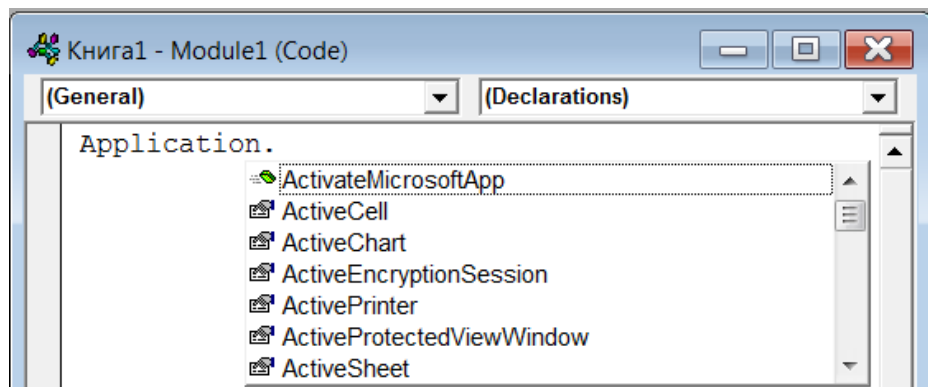 Книга1 - Module1 (Code)
(General) (Declarations)
Application.
ActivateMicrosoftApp
ActiveCell
ActiveChart
ActiveEncryptionSession
ActivePrinter
ActiveProtectedViewWindow
ActiveSheet